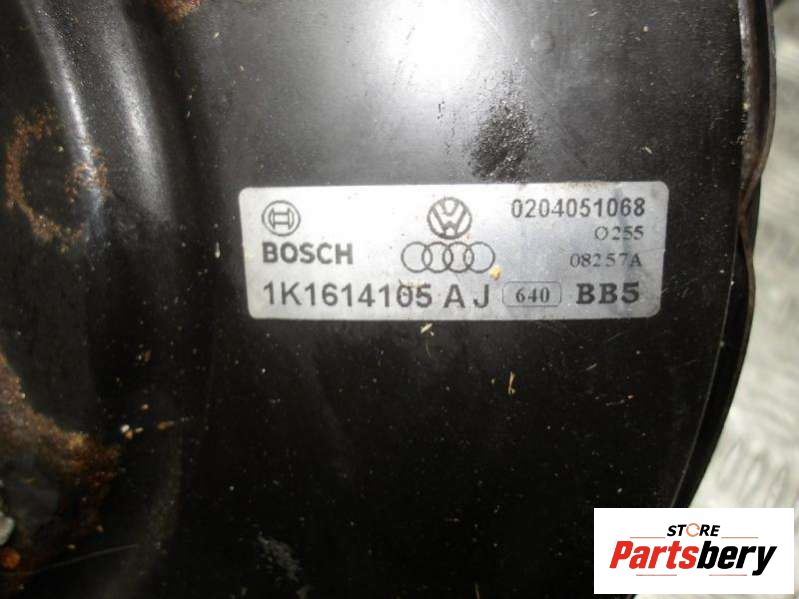 0204051068
O255
BOSCH
08257A
1K1614105 AJ 640 BB5
STORE
Partsbery